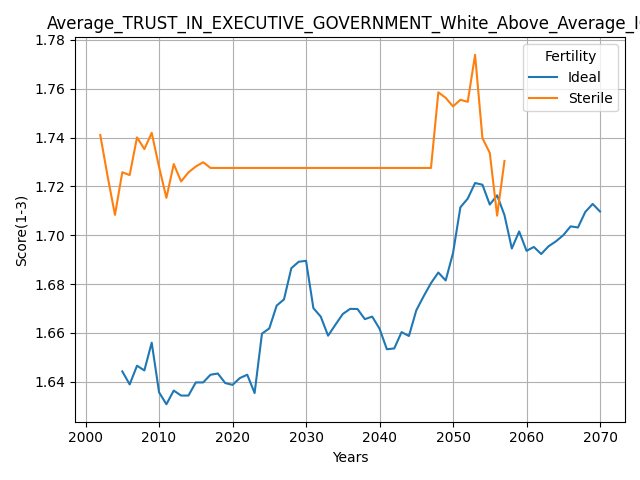 Average_TRUST_IN_EXECUTIVE_GOVERNMENT_White_Above_Average_I
1.78
1.76
1.74
1.72
1.70
1.68
1.66
1.64
Score(1-3)
Fertility
Ideal
Sterile
2000 2010 2020 2030 2040 2050 2060 2070
Years